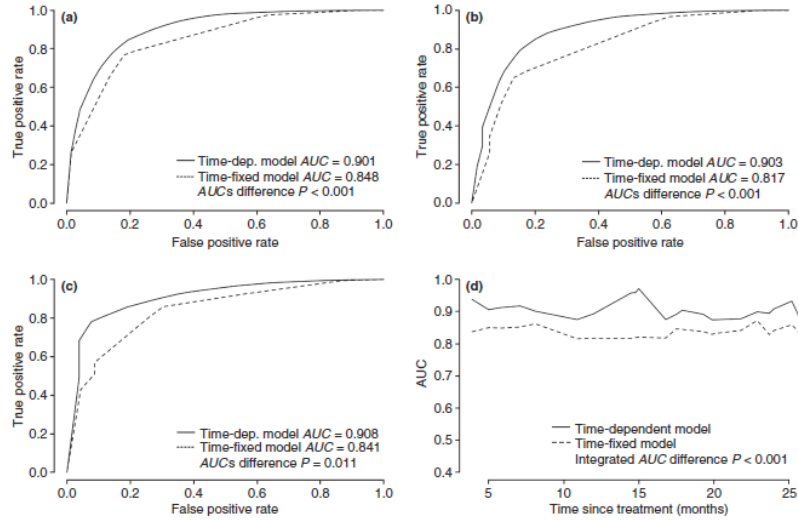 (a)
True positive rate
1.0
0.8
0.6
0.4
0.2
0.0
Time-dep. model AUC = 0.901
Time-fixed model AUC = 0.848
AUCs difference P < 0.001
0.0 0.2 0.4 0.6 0.8 1.0
False positive rate
(b)
True positive rate
1.0
0.8
0.6
0.4
0.2
0.0
Time-dep. model AUC = 0.903
Time-fixed model AUC = 0.817
AUCs difference P < 0.001
0.0 0.2 0.4 0.6 0.8 1.0
False positive rate
(c)
True positive rate
1.0
0.8
0.6
0.4
0.2
0.0
Time-dep. model AUC = 0.908
Time-fixed model AUC = 0.841
AUCs difference P = 0.011
0.0 0.2 0.4 0.6 0.8 1.0
False positive rate
(d)
AUC
1.0
0.9
0.8
0.7
0.6
0.5
0.4
Time-dependent model
Time-fixed model
Integrated AUC difference P < 0.001
5 10 15 20 25
Time since treatment (months)